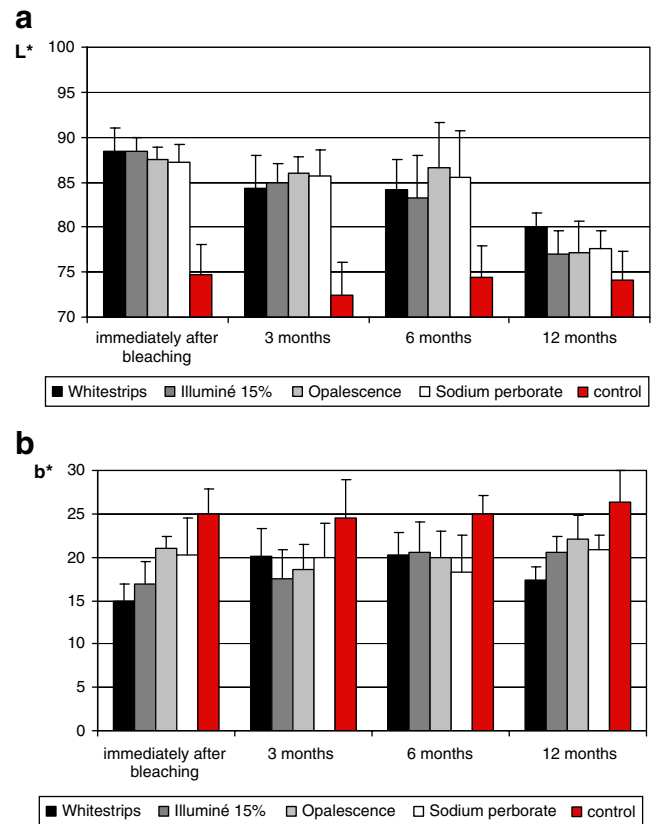 a
L*
100
95
90
85
80
75
70
immediately after
bleaching
3 months
6 months
12 months
Whitestrips Illuminé 15% Opalescence Sodium perborate control
b
b*
30
25
20
15
10
5
0
immediately after
bleaching
3 months
6 months
12 months
Whitestrips Illuminé 15% Opalescence Sodium perborate control